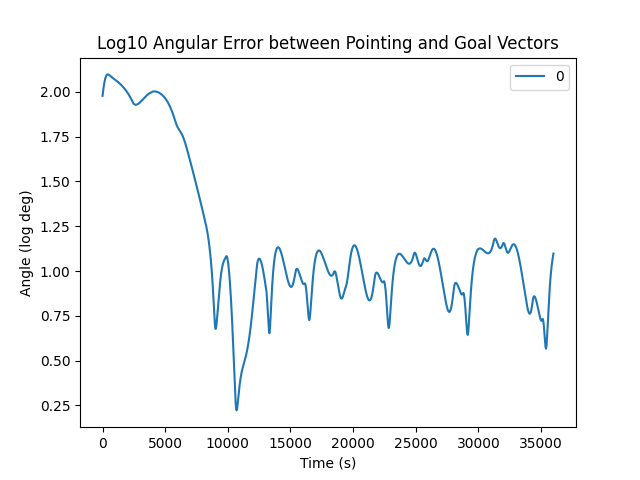 Log10 Angular Error between Pointing and Goal Vectors
0
2.00
1.75
1.50
1.25
1.00
0.75
0.50
0.25
Angle (log deg)
0 5000 10000 15000 20000 25000 30000 35000
Time (s)